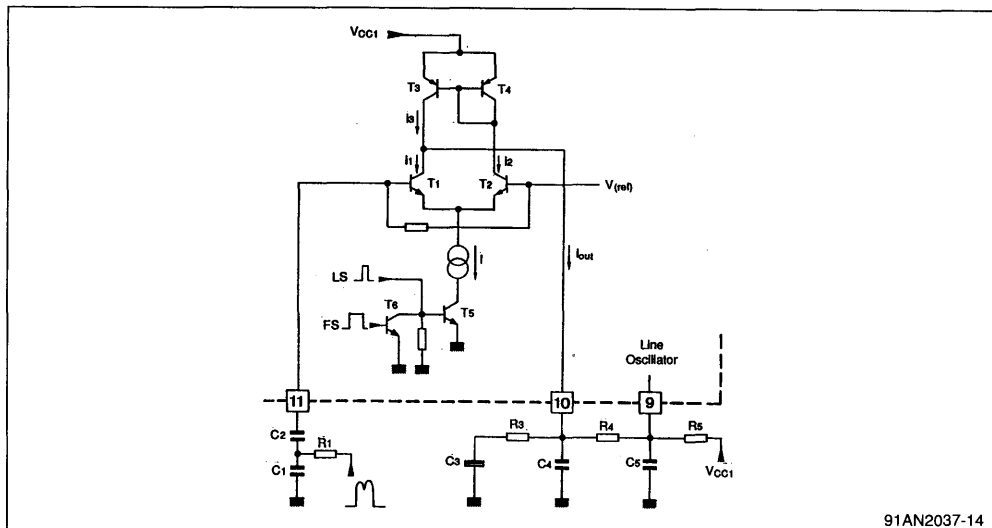 VCC1
T3
T4
i3
i1
i2
T1
T2
V(ref)
I
Iout
LS
T6
T5
FS
Line
Oscillator
11
10
9
C2
R1
C1
R3
R4
R5
C3
C4
C5
VCC1
91AN2037-14